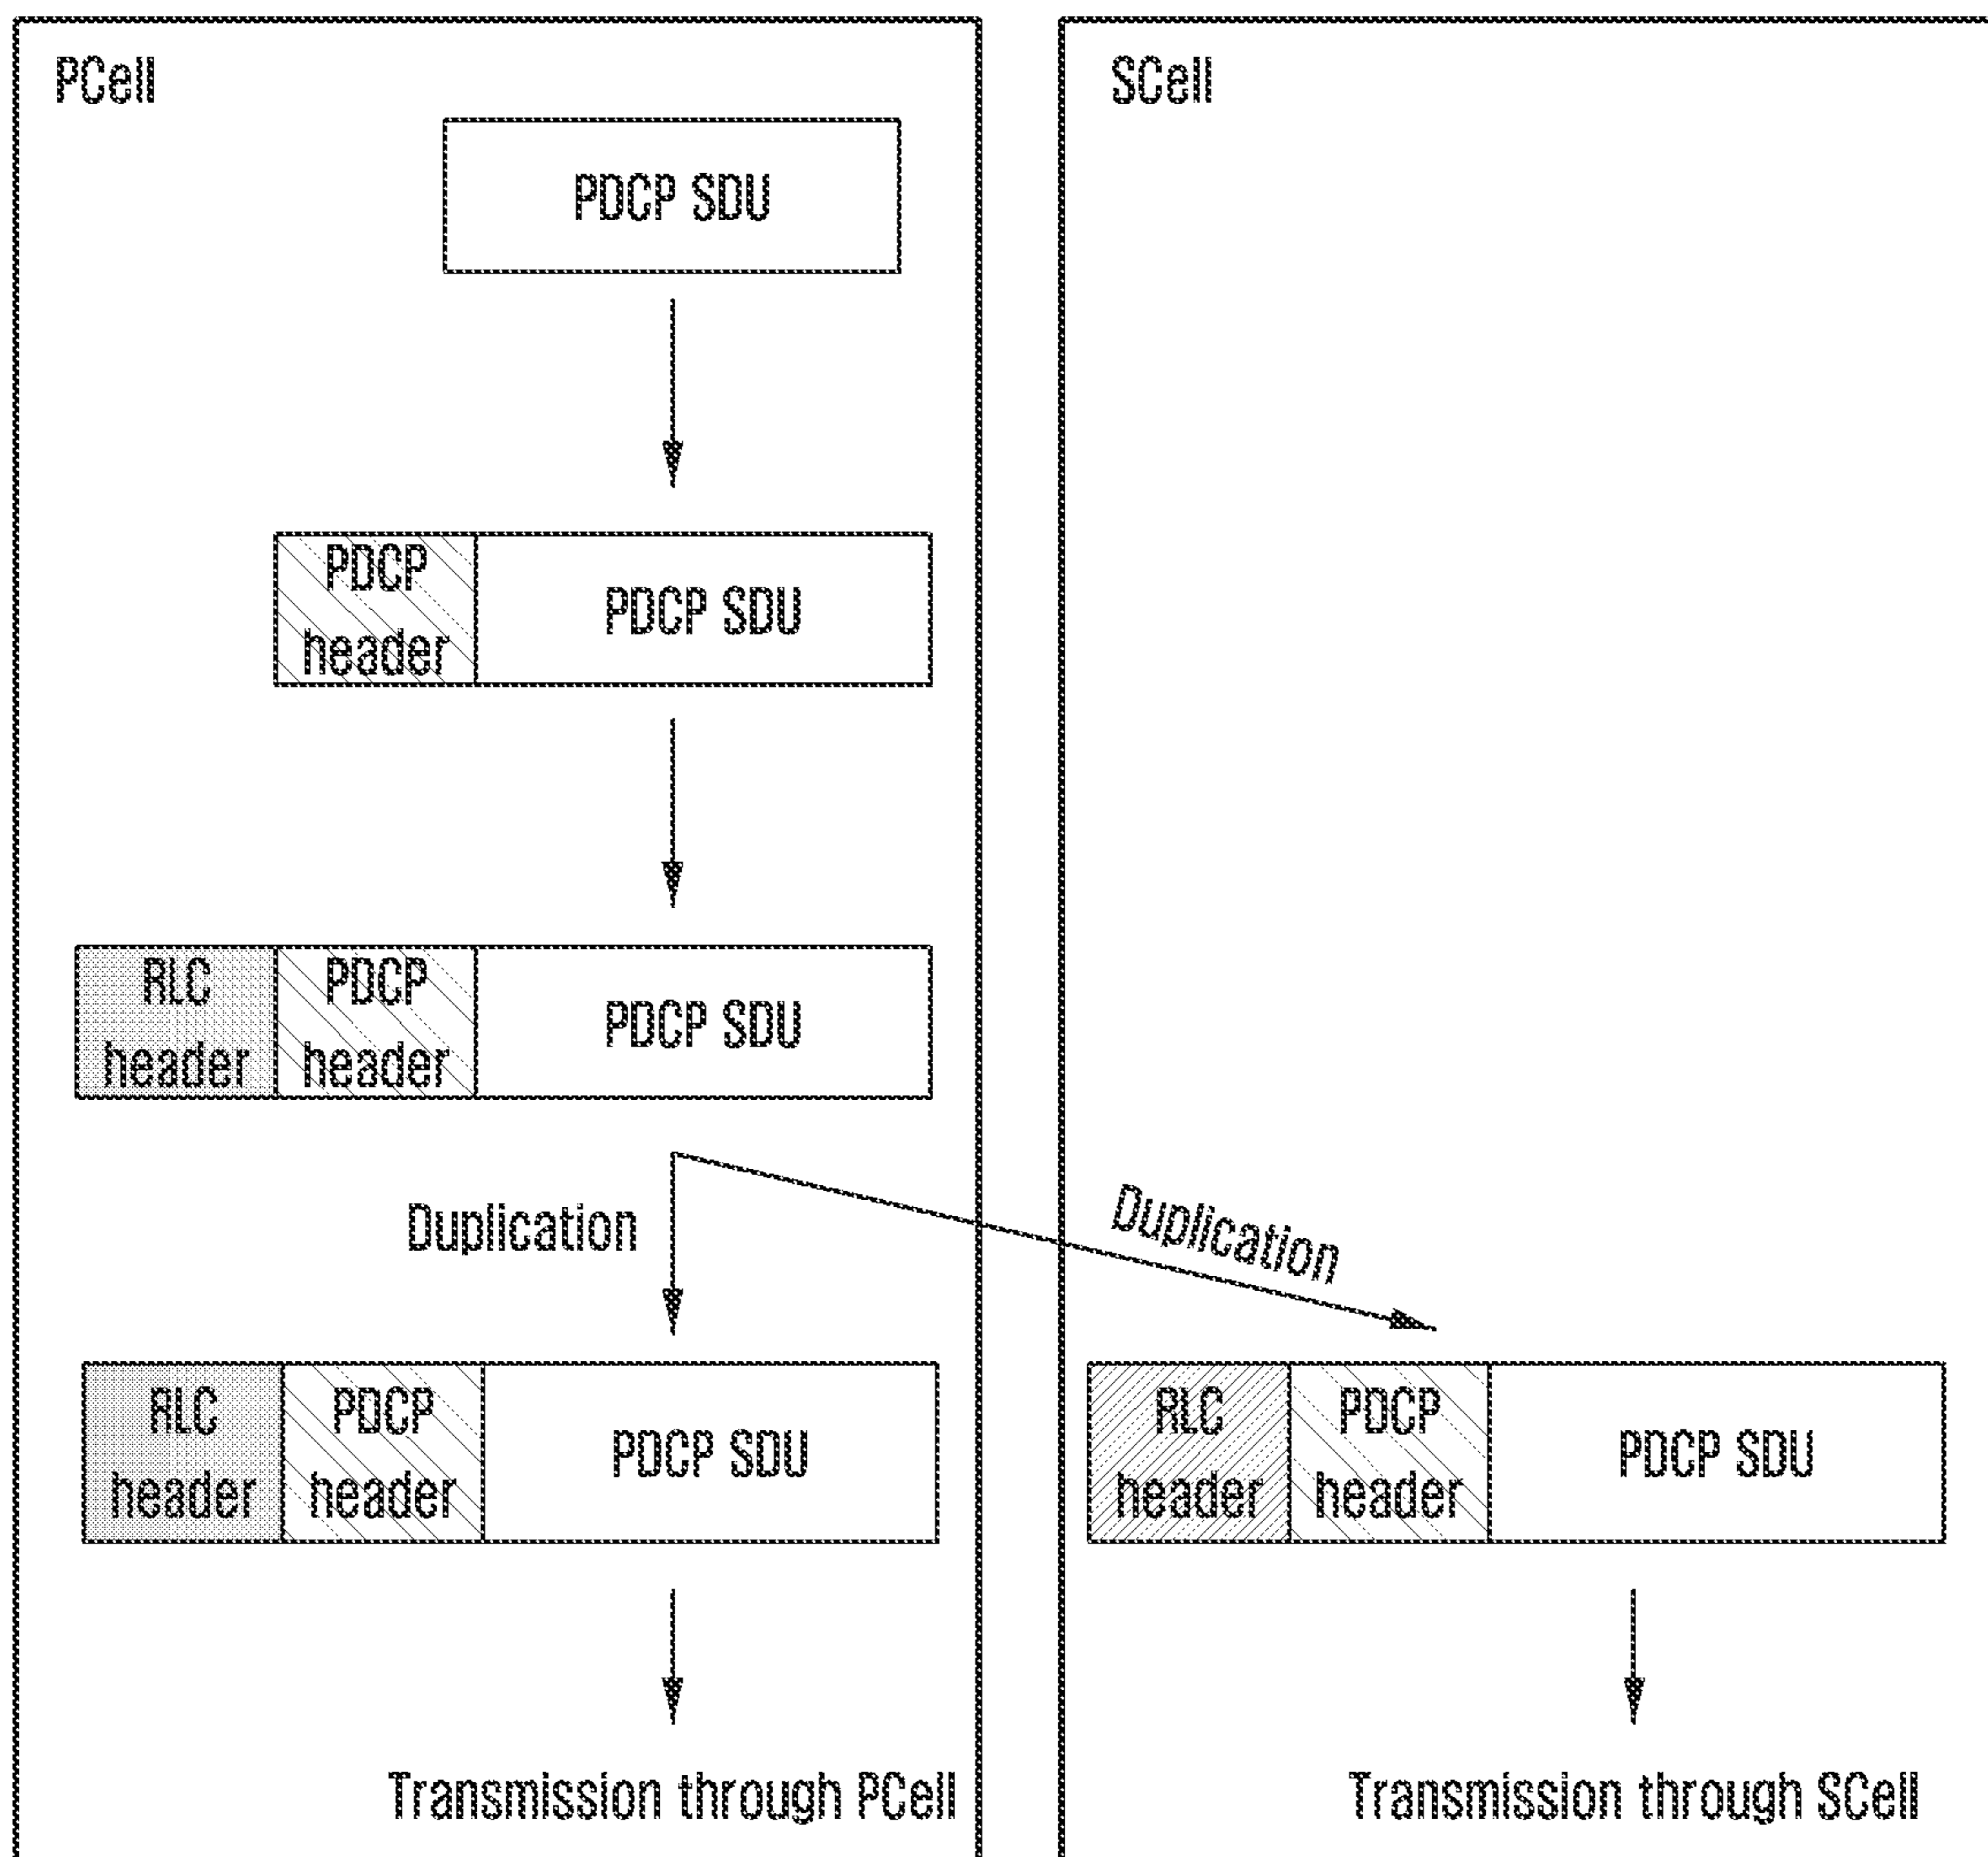 PCell
SCell
PDCP SDU
PDCP
header
PDCP SDU
RLC
header
PDCP
header
PDCP SDU
Duplication
Duplication
RLC
header
PDCP
header
PDCP SDU
RLC
header
PDCP
header
PDCP SDU
Transmission through PCell
Transmission through SCell